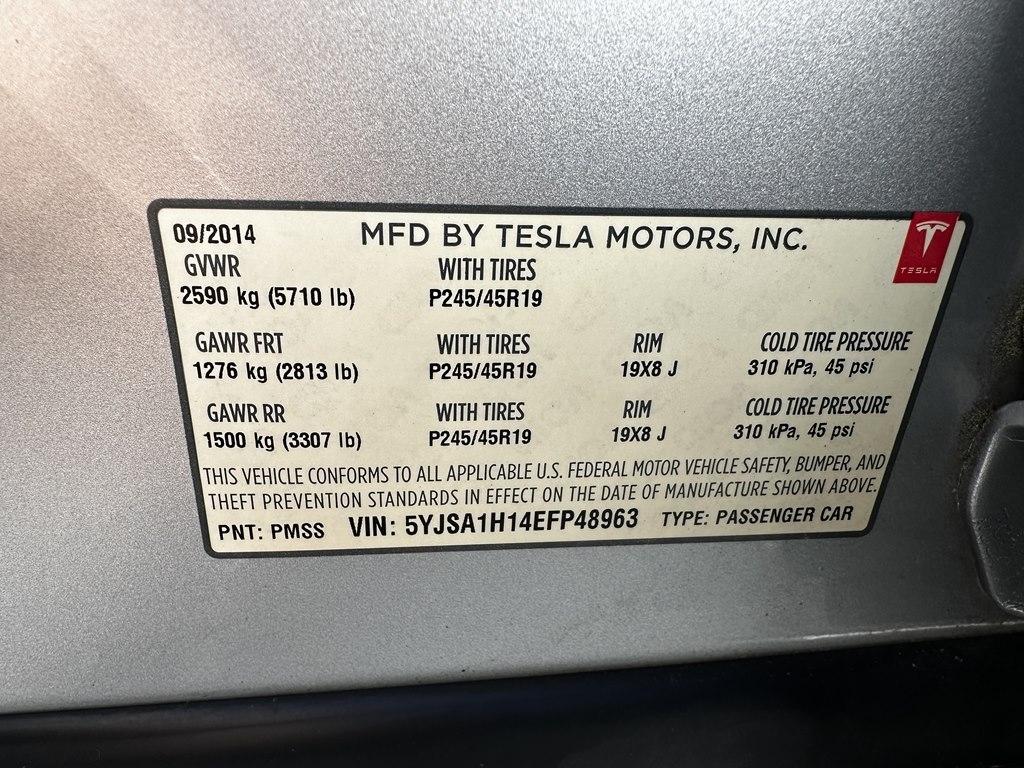 09/2014 MFD BY TESLA MOTORS, INC.
TESLA
GVWR WITH TIRES
2590 kg (5710 lb) P245/45R19
GAWR FRT WITH TIRES RIM COLD TIRE PRESSURE
1276 kg (2813 lb) P245/45R19 19X8 J 310 kPa, 45 psi
GAWR RR WITH TIRES RIM COLD TIRE PRESSURE
1500 kg (3307 lb) P245/45R19 19X8 J 310 kPa, 45 psi
THIS VEHICLE CONFORMS TO ALL APPLICABLE U.S. FEDERAL MOTOR VEHICLE SAFETY, BUMPER, AND
THEFT PREVENTION STANDARDS IN EFFECT ON THE DATE OF MANUFACTURE SHOWN ABOVE.
PNT: PMSS VIN: 5YJSA1H14EFP48963 TYPE: PASSENGER CAR